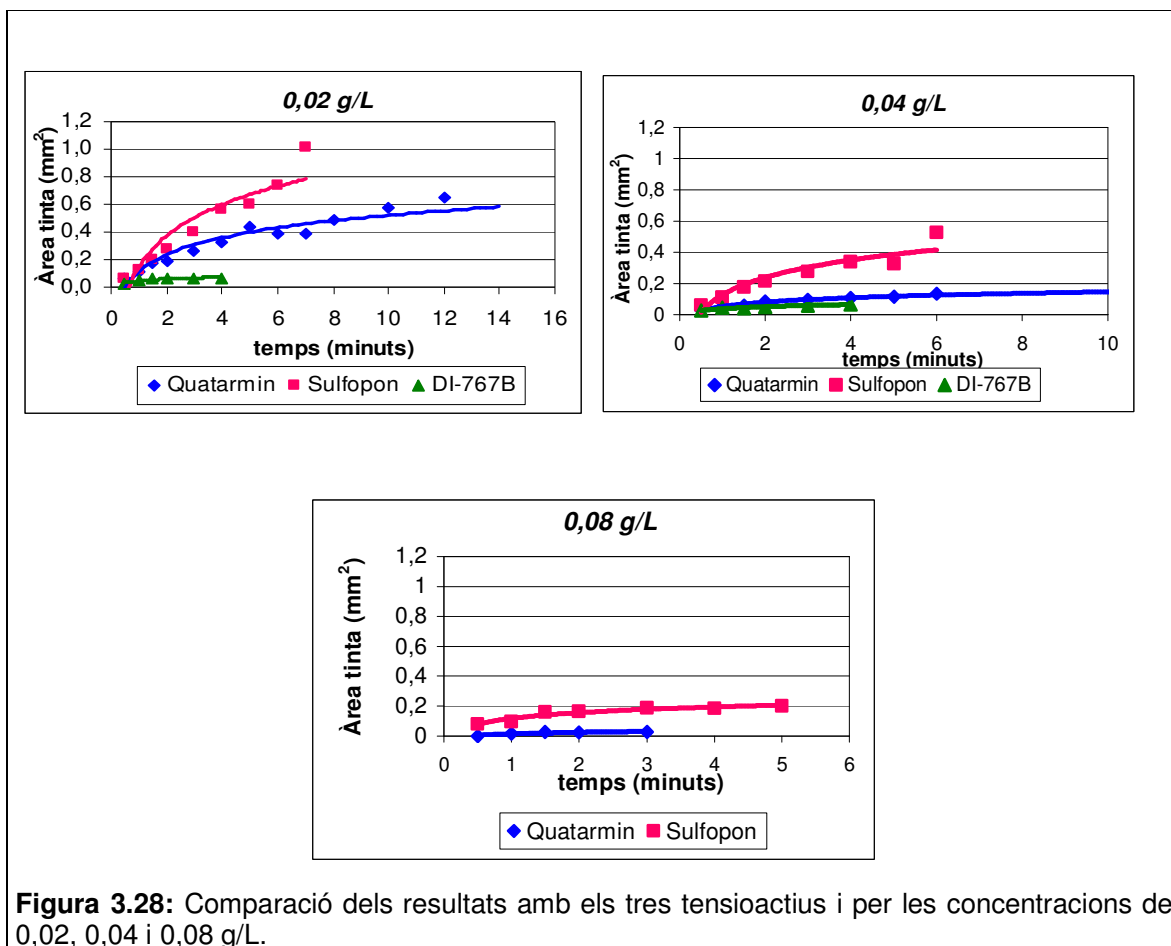 0,02 g/L
Àrea tinta (mm²)
1,2
1,0
0,8
0,6
0,4
0,2
0,0
0 2 4 6 8 10 12 14 16
temps (minuts)
Quatarmin Sulfopon DI-767B
0,04 g/L
Àrea tinta (mm²)
1,2
1
0,8
0,6
0,4
0,2
0
0 2 4 6 8 10
temps (minuts)
Quatarmin Sulfopon DI-767B
0,08 g/L
Àrea tinta (mm²)
1,2
1
0,8
0,6
0,4
0,2
0
0 1 2 3 4 5 6
temps (minuts)
Quatarmin Sulfopon
Figura 3.28: Comparació dels resultats amb els tres tensioactius i per les concentracions de
0,02, 0,04 i 0,08 g/L.